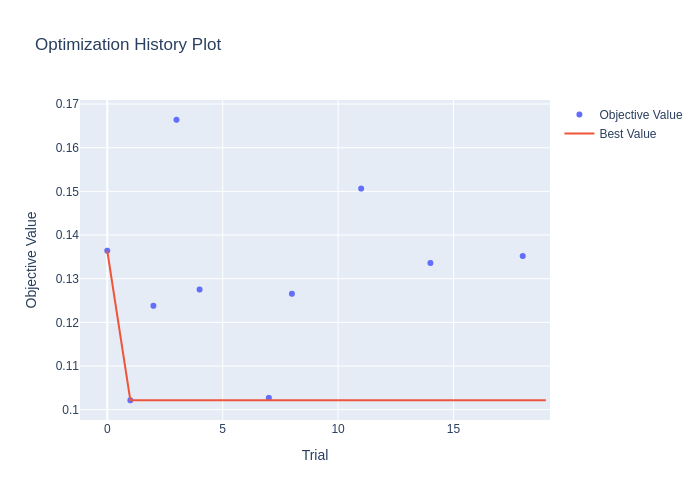 Optimization History Plot
0.17
0.16
0.15
0.14
0.13
0.12
0.11
0.1
Objective Value
0
5
10
15
Trial
Objective Value
Best Value